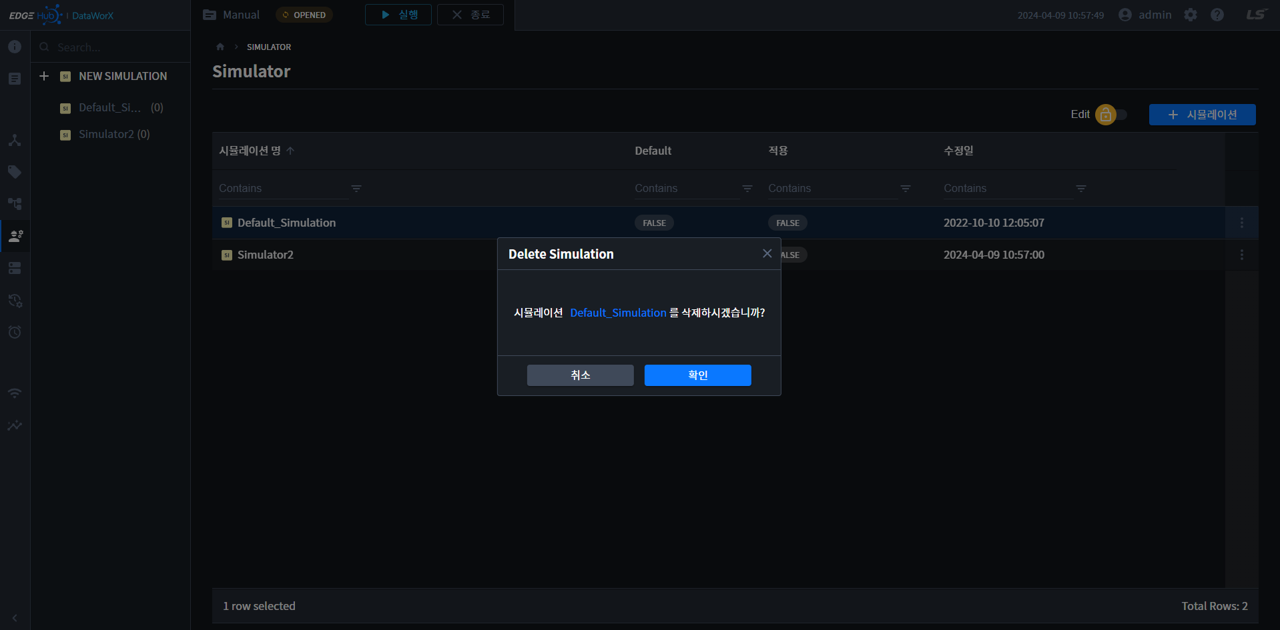 EDGE Hub | DataWorX
Manual
OPENED
실행
종료
2024-04-09 10:57:49
admin
LS
Search...
NEW SIMULATION
Default_Si... (0)
Simulator2 (0)
SIMULATOR
Simulator
Edit
시뮬레이션
시뮬레이션 명
Default
적용
수정일
Contains
Contains
Contains
Contains
SI Default_Simulation
FALSE
FALSE
2022-10-10 12:05:07
SI Simulator2
ALSE
2024-04-09 10:57:00
Delete Simulation
시뮬레이션 Default_Simulation 를 삭제하시겠습니까?
취소
확인
1 row selected
Total Rows: 2